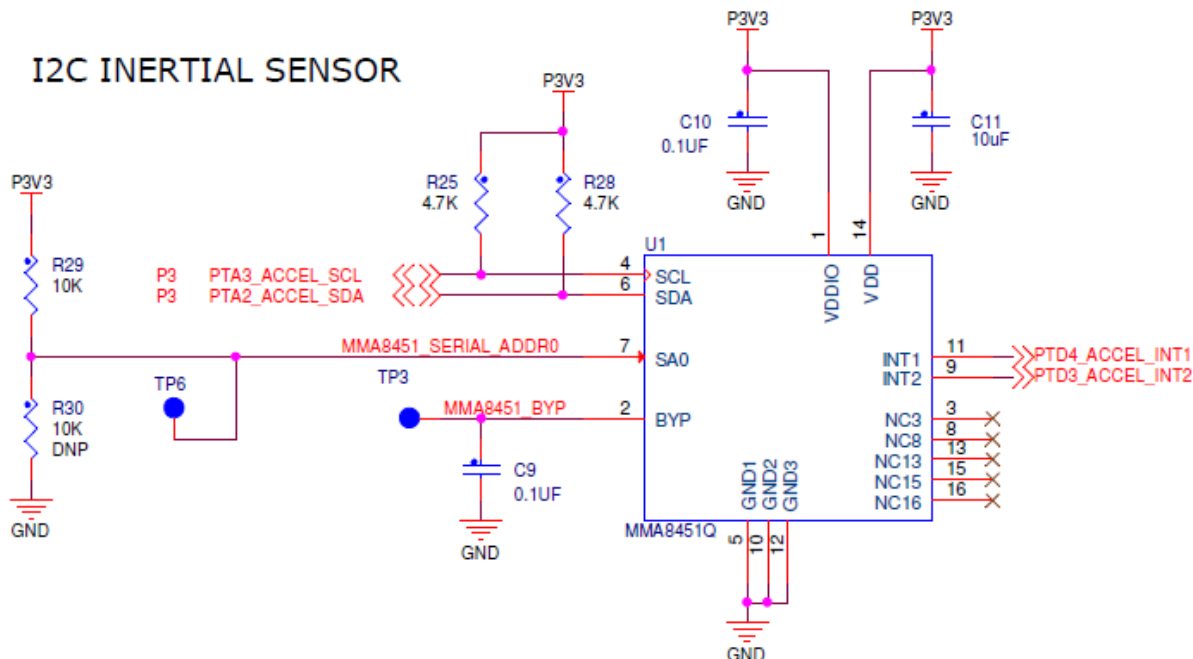 I2C INERTIAL SENSOR
P3V3
P3V3
P3V3
P3V3
C10
0.1UF
GND
C11
10uF
GND
R25
4.7K
R28
4.7K
R29
10K
R30
10K
DNP
GND
P3 PTA3_ACCEL_SCL
P3 PTA2_ACCEL_SDA
MMA8451_SERIAL_ADDR0
TP6
TP3
MMA8451_BYP
C9
0.1UF
GND
U1
1 VDDIO
14 VDD
4 SCL
6 SDA
7 SA0
2 BYP
INT1 11 PTD4_ACCEL_INT1
INT2 9 PTD3_ACCEL_INT2
NC3 3
NC8 8
NC13 13
NC15 15
NC16 16
GND1 5
GND2 10
GND3 12
MMA8451Q
GND